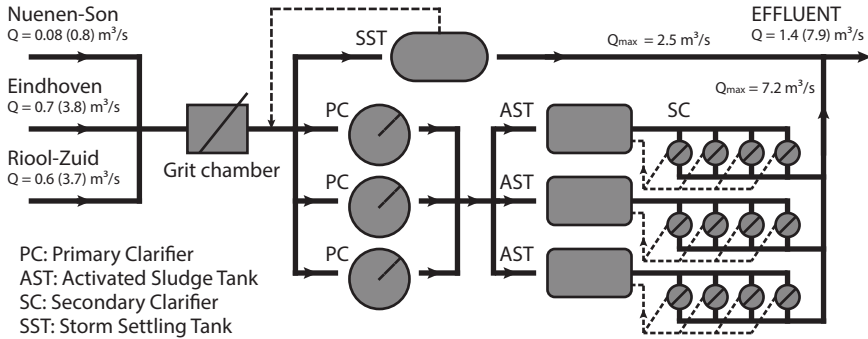 Nuenen-Son
Q = 0.08 (0.8) m³/s
Eindhoven
Q = 0.7 (3.8) m³/s
Riool-Zuid
Q = 0.6 (3.7) m³/s
Grit chamber
SST
PC
PC
PC
AST
AST
AST
SC
Qmax = 2.5 m³/s
EFFLUENT
Q = 1.4 (7.9) m³/s
Qmax = 7.2 m³/s
PC: Primary Clarifier
AST: Activated Sludge Tank
SC: Secondary Clarifier
SST: Storm Settling Tank